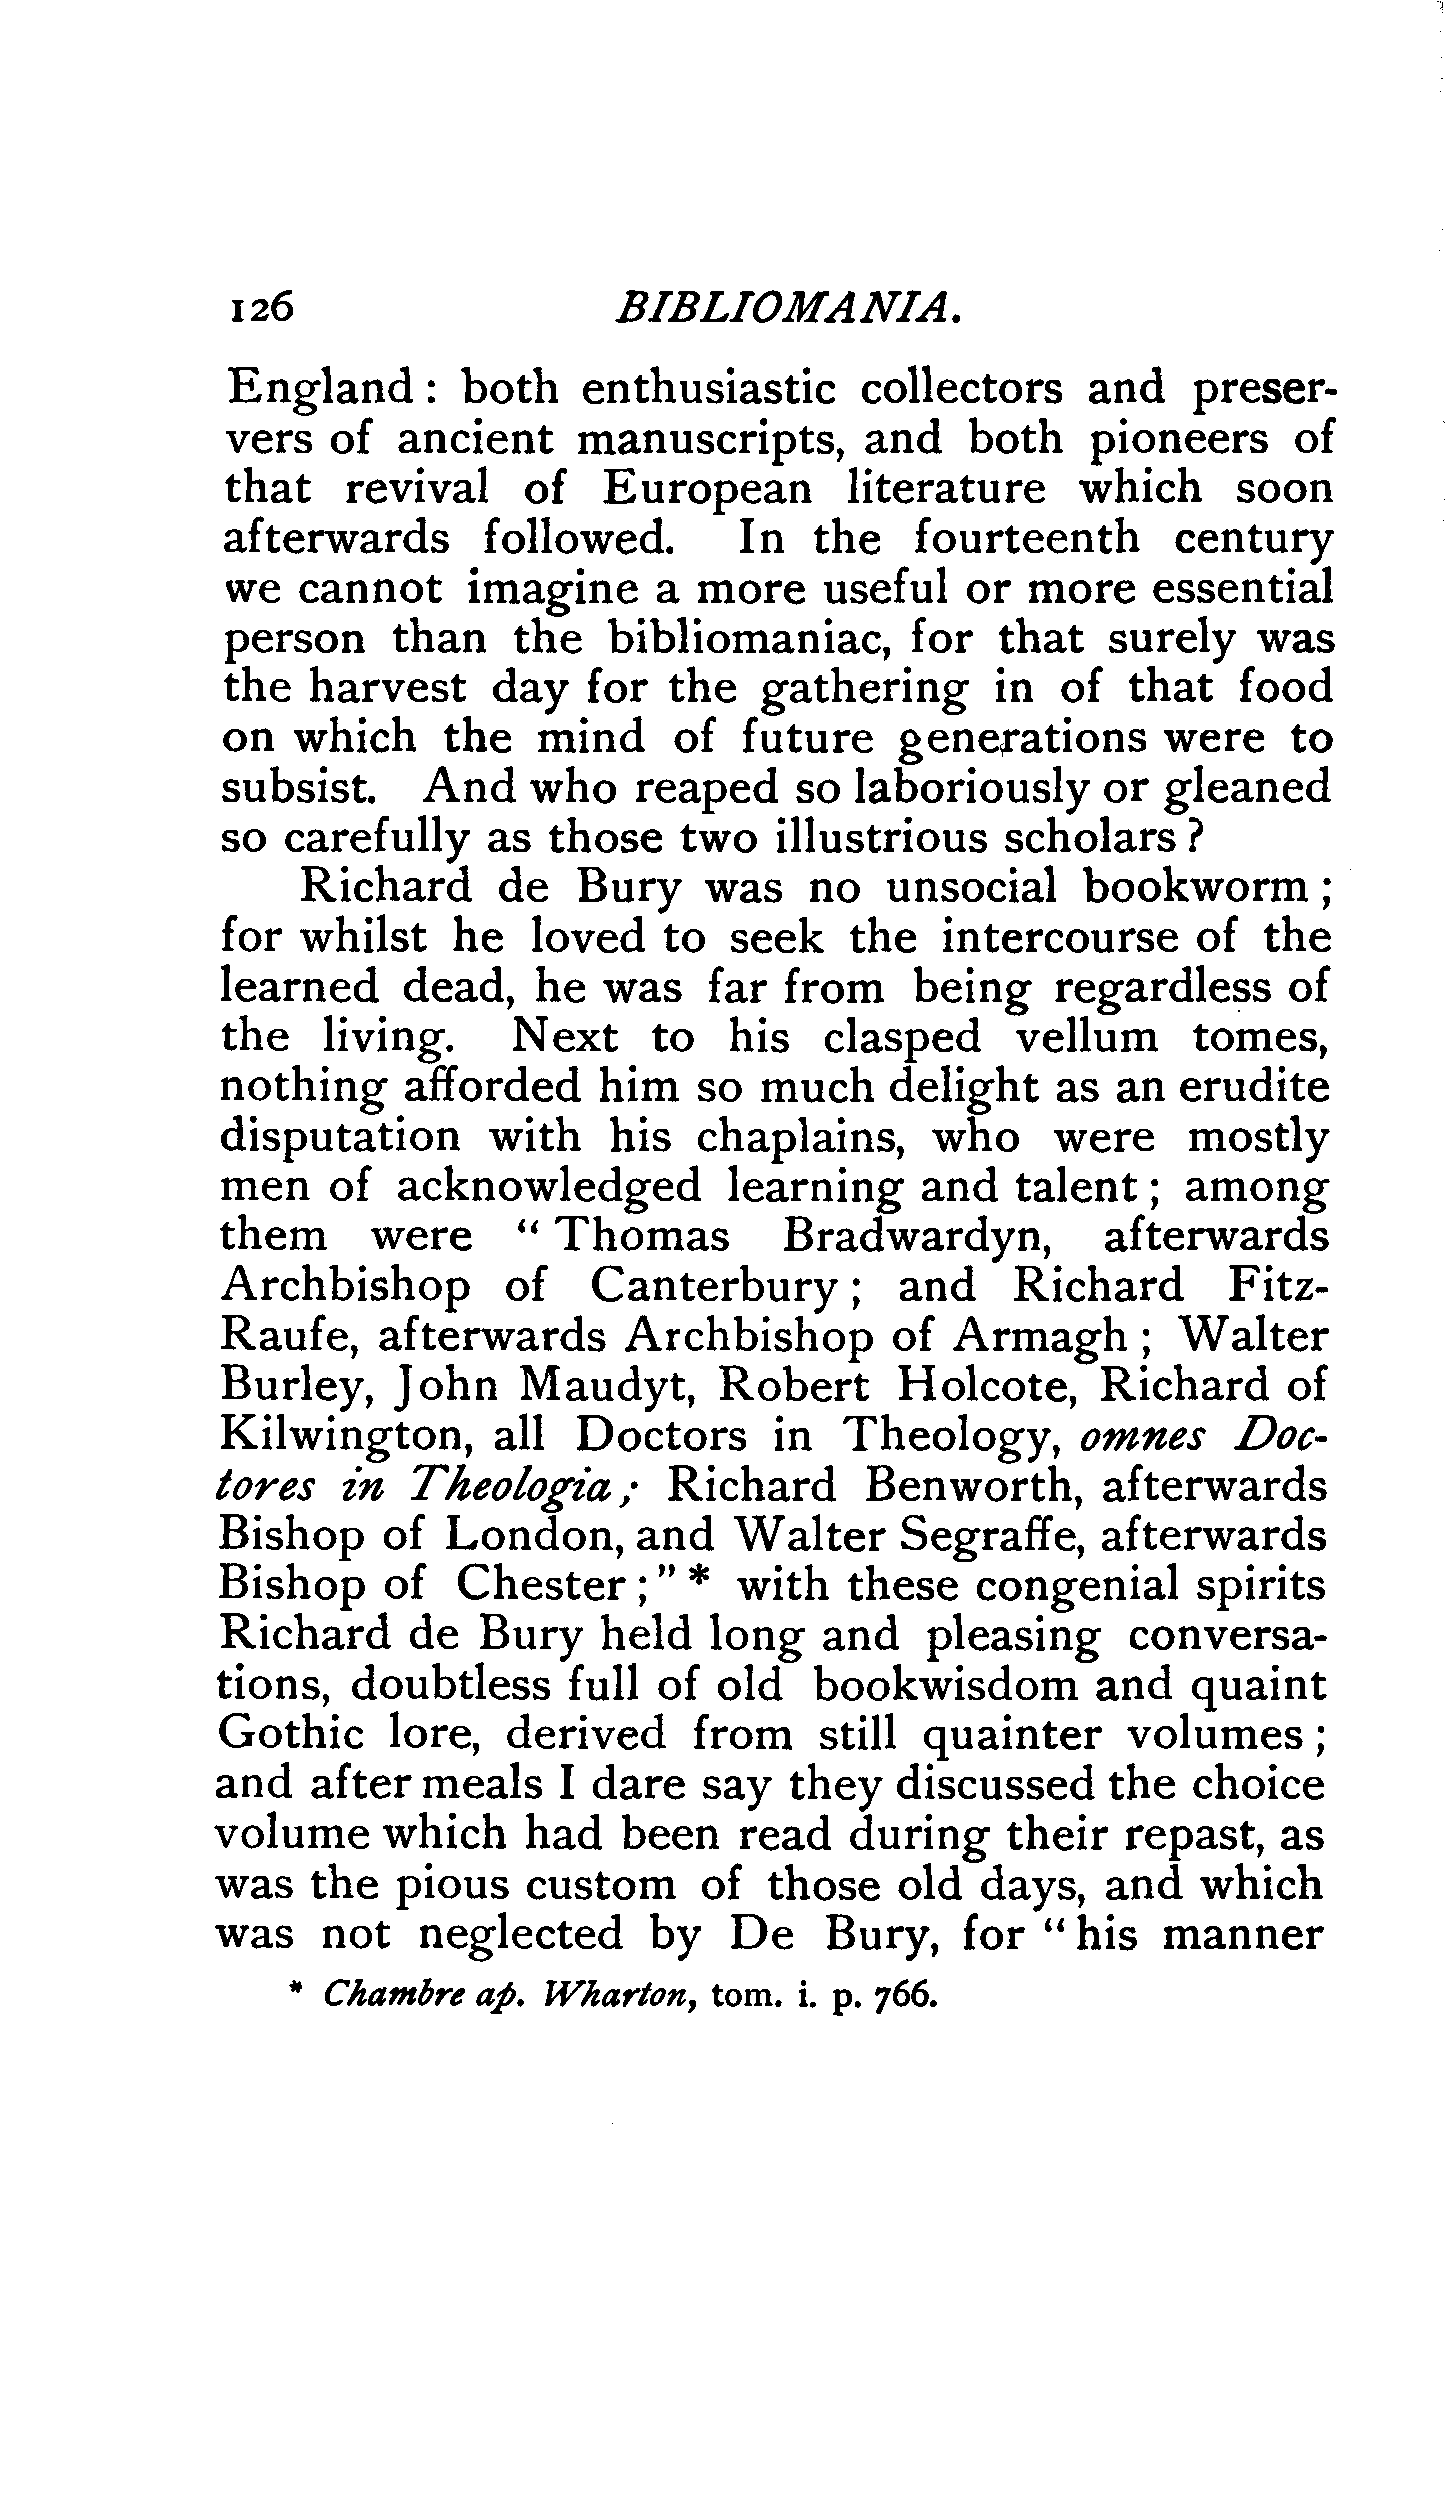 126 BIBLIOMANIA.
England : both enthusiastic collectors and preser-
vers of ancient manuscripts, and both pioneers of
that revival of European literature which soon
afterwards followed. In the fourteenth century
we cannot imagine a more useful or more essential
person than the bibliomaniac, for that surely was
the harvest day for the gathering in of that food
on which the mind of future generations were to
subsist. And who reaped so laboriously or gleaned
so carefully as those two illustrious scholars ?
Richard de Bury was no unsocial bookworm ;
for whilst he loved to seek the intercourse of the
learned dead, he was far from being regardless of
the living. Next to his clasped vellum tomes,
nothing afforded him so much delight as an erudite
disputation with his chaplains, who were mostly
men of acknowledged learning and talent ; among
them were “ Thomas Bradwardyn, afterwards
Archbishop of Canterbury ; and Richard Fitz-
Raufe, afterwards Archbishop of Armagh ; Walter
Burley, John Maudyt, Robert Holcote, Richard of
Kilwington, all Doctors in Theology, omnes Doc-
tores in Theologia ; Richard Benworth, afterwards
Bishop of London, and Walter Segraffe, afterwards
Bishop of Chester ; ” * with these congenial spirits
Richard de Bury held long and pleasing conversa-
tions, doubtless full of old bookwisdom and quaint
Gothic lore, derived from still quainter volumes ;
and after meals I dare say they discussed the choice
volume which had been read during their repast, as
was the pious custom of those old days, and which
was not neglected by De Bury, for “ his manner
* Chambre ap. Wharton, tom. i. p. 766.